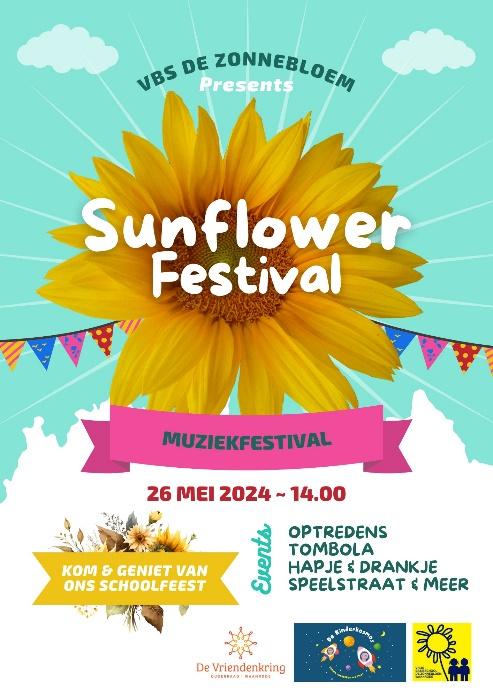 VBS DE ZONNEBLOEM
Presents
Sunflower
Festival
MUZIEKFESTIVAL
26 MEI 2024 ~ 14.00
KOM & GENIET VAN
ONS SCHOOLFEEST
Events
OPTREDENS
TOMBOLA
HAPJE & DRANKJE
SPEELSTRAAT & MEER
De Vriendenkring
De Kinderkosmos